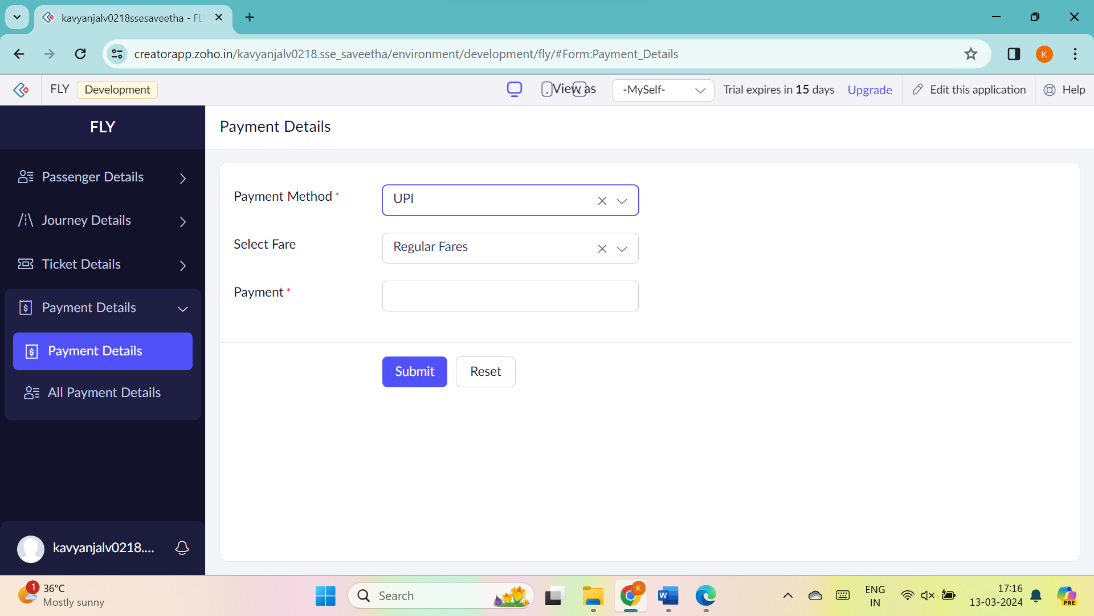 kavyanjalv0218ssesaveetha - FL
creatorapp.zoho.in/kavyanjalv0218.sse_saveetha/environment/development/fly/#Form:Payment_Details
K
FLY Development View as -MySelf- Trial expires in 15 days Upgrade Edit this application Help
FLY
Payment Details
Passenger Details
Journey Details
Ticket Details
Payment Details
Payment Details
All Payment Details
Payment Method * UPI
Select Fare Regular Fares
Payment *
Submit Reset
kavyanjalv0218....
1
36°C
Mostly sunny
Search
K
ENG
IN
17:16
13-03-2024
PRE